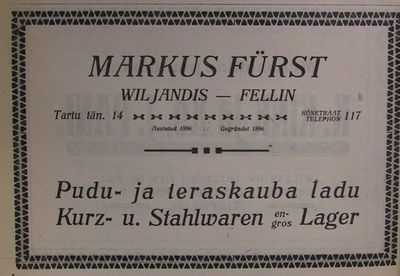 MARKUS FÜRST
WILJANDIS — FELLIN
Tartu tän. 14 KÕNETRAAT TELEPHON 117
Asutatud 1896 :: Gegründet 1896
Pudu- ja teraskauba ladu
Kurz- u. Stahlwaren en-gros Lager